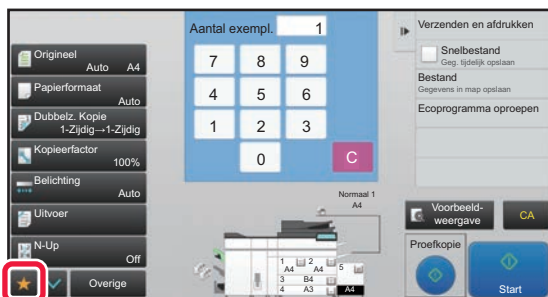 Origineel
Auto A4
Papierformaat
Auto
Dubbelz. Kopie
1-Zijdig→1-Zijdig
Kopieerfactor
100%
Belichting
Auto
Uitvoer
N-Up
Off
Overige
Aantal exempl. 1
7 8 9
4 5 6
1 2 3
0 C
Normaal 1
A4
1 A4 2 A4 5
3 B4
4 A3 A4
Verzenden en afdrukken
Snelbestand
Geg. tijdelijk opslaan
Bestand
Gegevens in map opslaan
Ecoprogramma oproepen
Voorbeeld-
weergave
CA
Proefkopie
Start